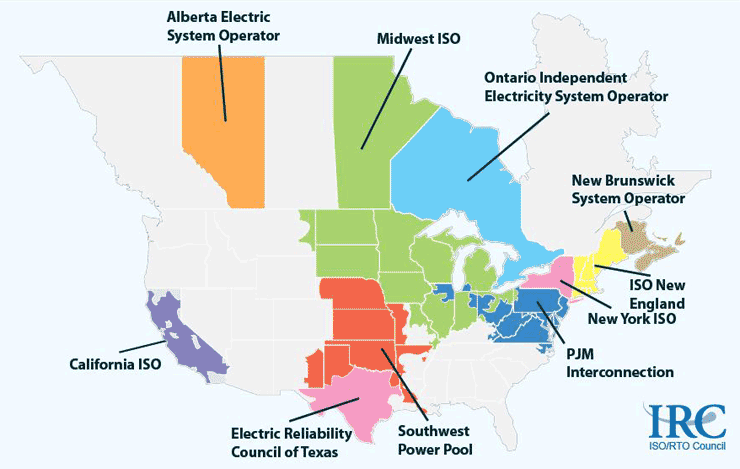 Alberta Electric
System Operator
Midwest ISO
Ontario Independent
Electricity System Operator
New Brunswick
System Operator
ISO New
England
New York ISO
PJM
Interconnection
California ISO
Electric Reliability
Council of Texas
Southwest
Power Pool
IRC
ISO/RTO Council